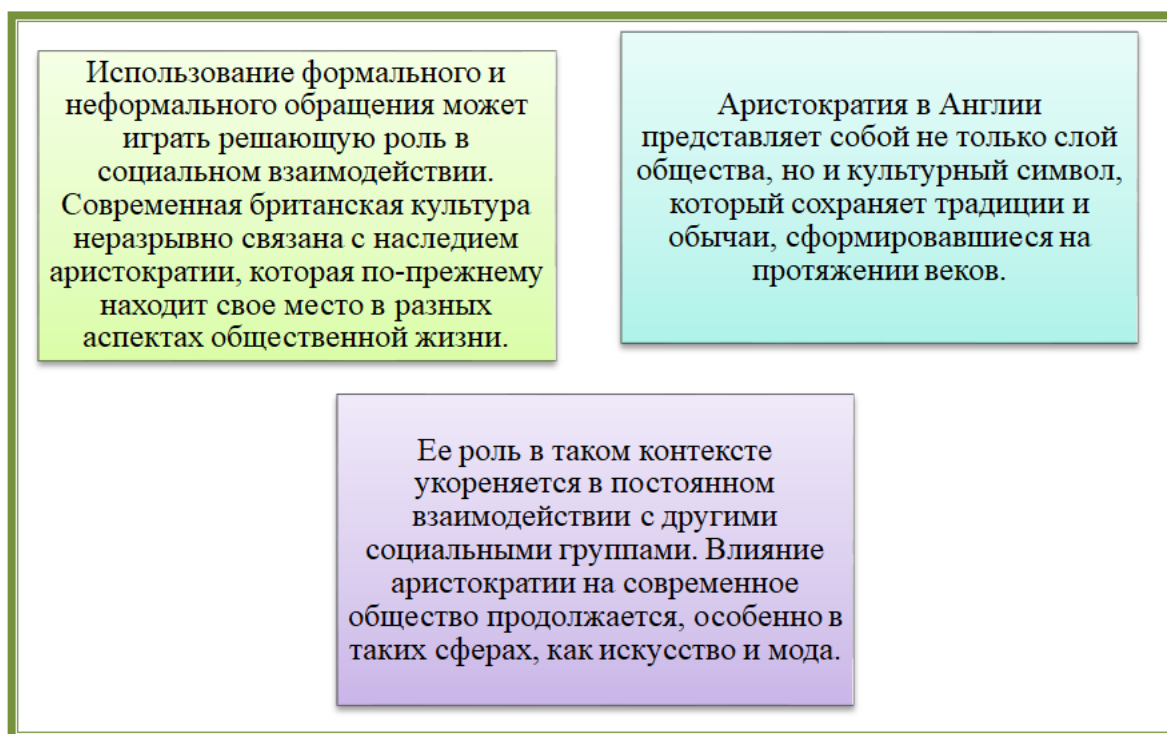 Использование формального и
неформального обращения может
играть решающую роль в
социальном взаимодействии.
Современная британская культура
неразрывно связана с наследием
аристократии, которая по-прежнему
находит свое место в разных
аспектах общественной жизни.
Аристократия в Англии
представляет собой не только слой
общества, но и культурный символ,
который сохраняет традиции и
обычаи, сформировавшиеся на
протяжении веков.
Ее роль в таком контексте
укореняется в постоянном
взаимодействии с другими
социальными группами. Влияние
аристократии на современное
общество продолжается, особенно в
таких сферах, как искусство и мода.